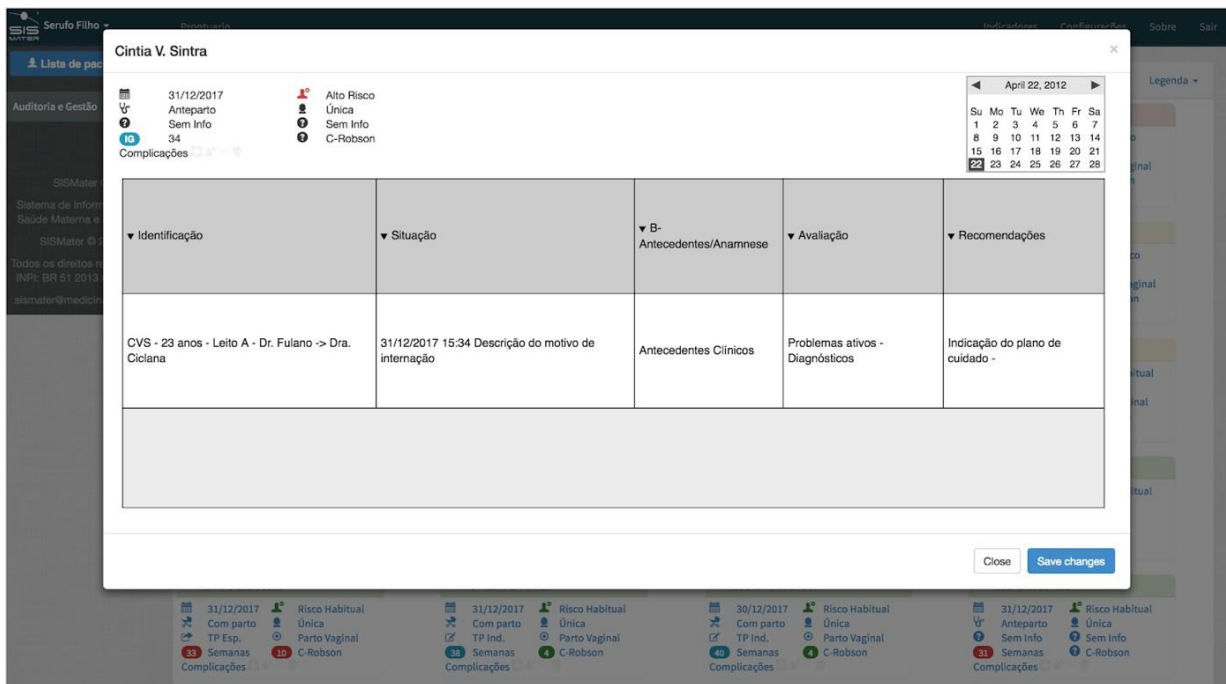 SIS
MATER
Serufo Filho
Prontuario
Indicadores
Configurações
Sobre
Sair
Lista de pac
Auditoria e Gestão
Legenda
SISMater
Sistema de Inform
Saúde Materna e
SISMater ©
Todos os direitos
INPI: BR 51 2013
sismater@medicin
Cintia V. Sintra
×
31/12/2017
Alto Risco
Anteparto
Única
Sem Info
Sem Info
IG
34
C-Robson
Complicações
April 22, 2012
Su Mo Tu We Th Fr Sa
1 2 3 4 5 6 7
8 9 10 11 12 13 14
15 16 17 18 19 20 21
22 23 24 25 26 27 28
▼ Identificação
▼ Situação
▼ B-
Antecedentes/Anamnese
▼ Avaliação
▼ Recomendações
CVS - 23 anos - Leito A - Dr. Fulano -> Dra.
Ciclana
31/12/2017 15:34 Descrição do motivo de
internação
Antecedentes Clínicos
Problemas ativos -
Diagnósticos
Indicação do plano de
cuidado -
Close
Save changes
31/12/2017 Risco Habitual
Com parto Única
TP Esp. Parto Vaginal
33 Semanas 10 C-Robson
Complicações
31/12/2017 Risco Habitual
Com parto Única
TP Ind. Parto Vaginal
38 Semanas 4 C-Robson
Complicações
30/12/2017 Risco Habitual
Com parto Única
TP Ind. Parto Vaginal
40 Semanas 4 C-Robson
Complicações
31/12/2017 Risco Habitual
Anteparto Única
Sem Info Sem Info
31 Semanas C-Robson
Complicações